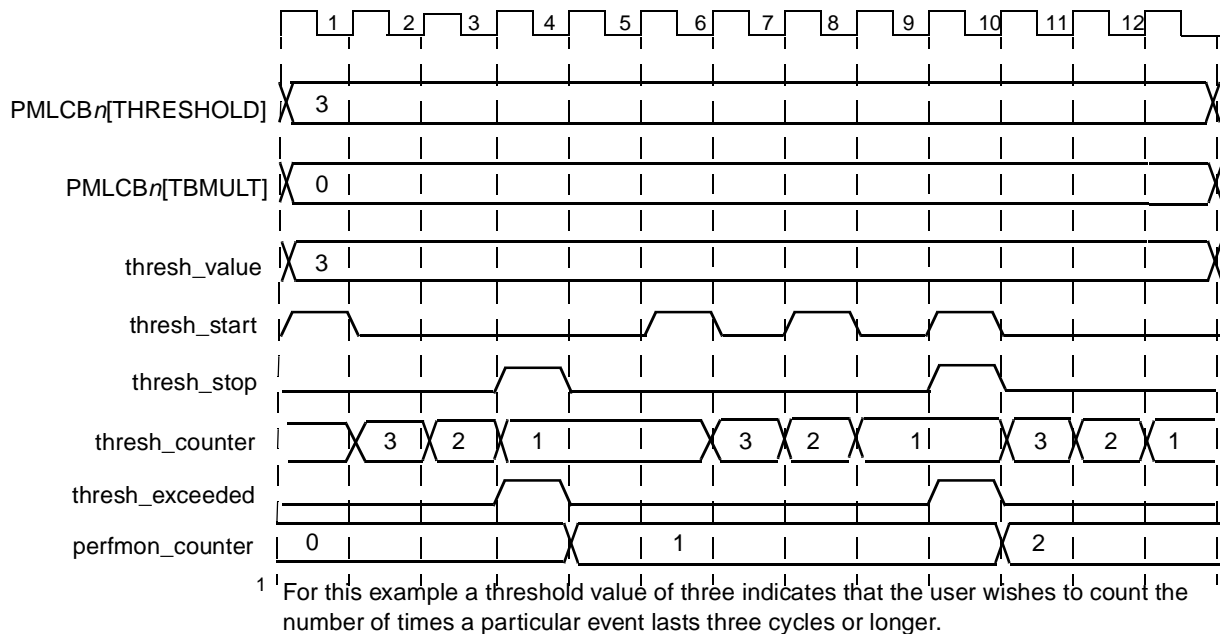 1 2 3 4 5 6 7 8 9 10 11 12
PMLCBn[THRESHOLD] 3
PMLCBn[TBMULT] 0
thresh_value 3
thresh_start
thresh_stop
thresh_counter 3 2 1 3 2 1 3 2 1
thresh_exceeded
perfmon_counter 0 1 2
1 For this example a threshold value of three indicates that the user wishes to count the
number of times a particular event lasts three cycles or longer.